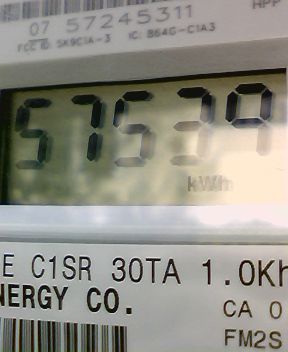 HPP
07 57245311
FCC ID: SK9C1A-3 IC: 864G-C1A3
57539
kWh
E C1SR 30TA 1.0Kh
NERGY CO.
CA 0
FM2S